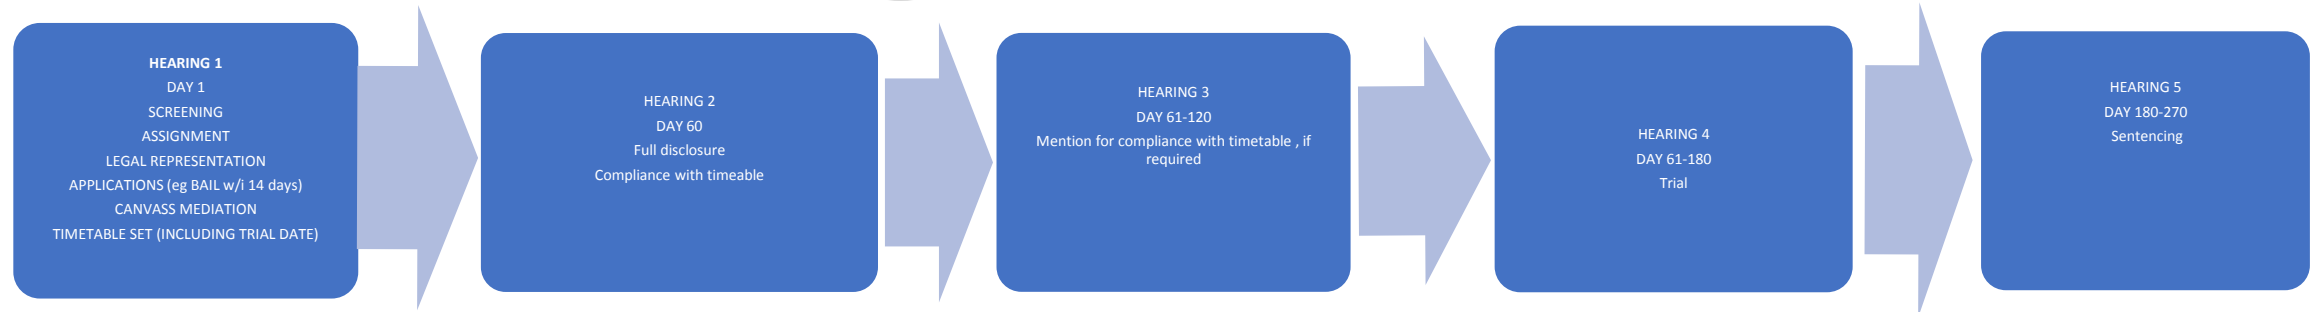 HEARING 1
DAY 1
SCREENING
ASSIGNMENT
LEGAL REPRESENTATION
APPLICATIONS (eg BAIL w/i 14 days)
CANVASS MEDIATION
TIMETABLE SET (INCLUDING TRIAL DATE)
HEARING 2
DAY 60
Full disclosure
Compliance with timeable
HEARING 3
DAY 61-120
Mention for compliance with timetable , if
required
HEARING 4
DAY 61-180
Trial
HEARING 5
DAY 180-270
Sentencing